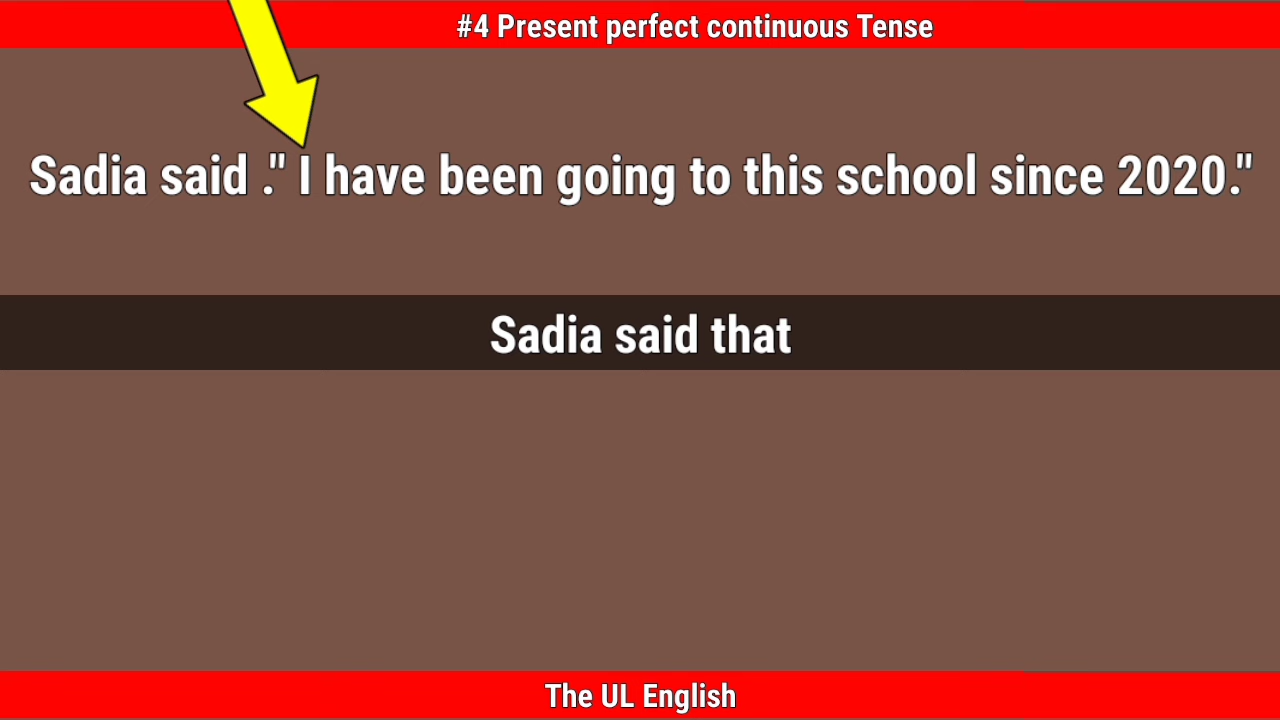 #4 Present perfect continuous Tense
Sadia said ." I have been going to this school since 2020."
Sadia said that
The UL English